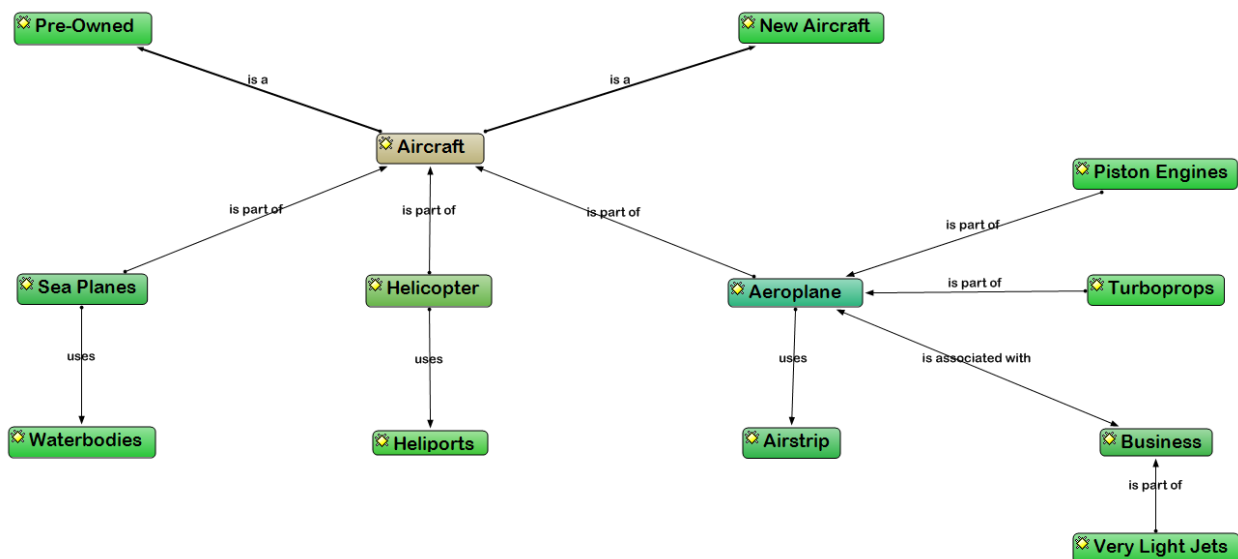 Pre-Owned
New Aircraft
is a
is a
Aircraft
Piston Engines
is part of
is part of
is part of
is part of
Sea Planes
Helicopter
Aeroplane
is part of
Turboprops
uses
uses
uses
is associated with
Waterbodies
Heliports
Airstrip
Business
is part of
Very Light Jets